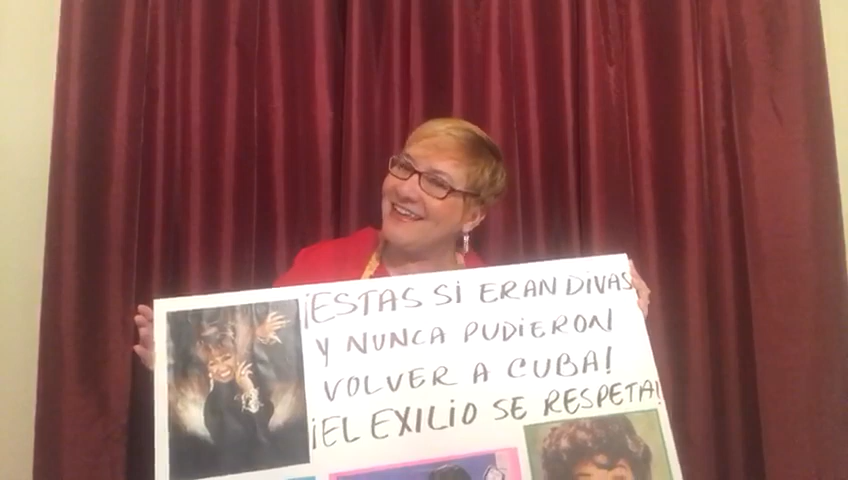 ¡ESTAS SI ERAN DIVAS
Y NUNCA PUDIERON
VOLVER A CUBA!
¡EL EXILIO SE RESPETA!